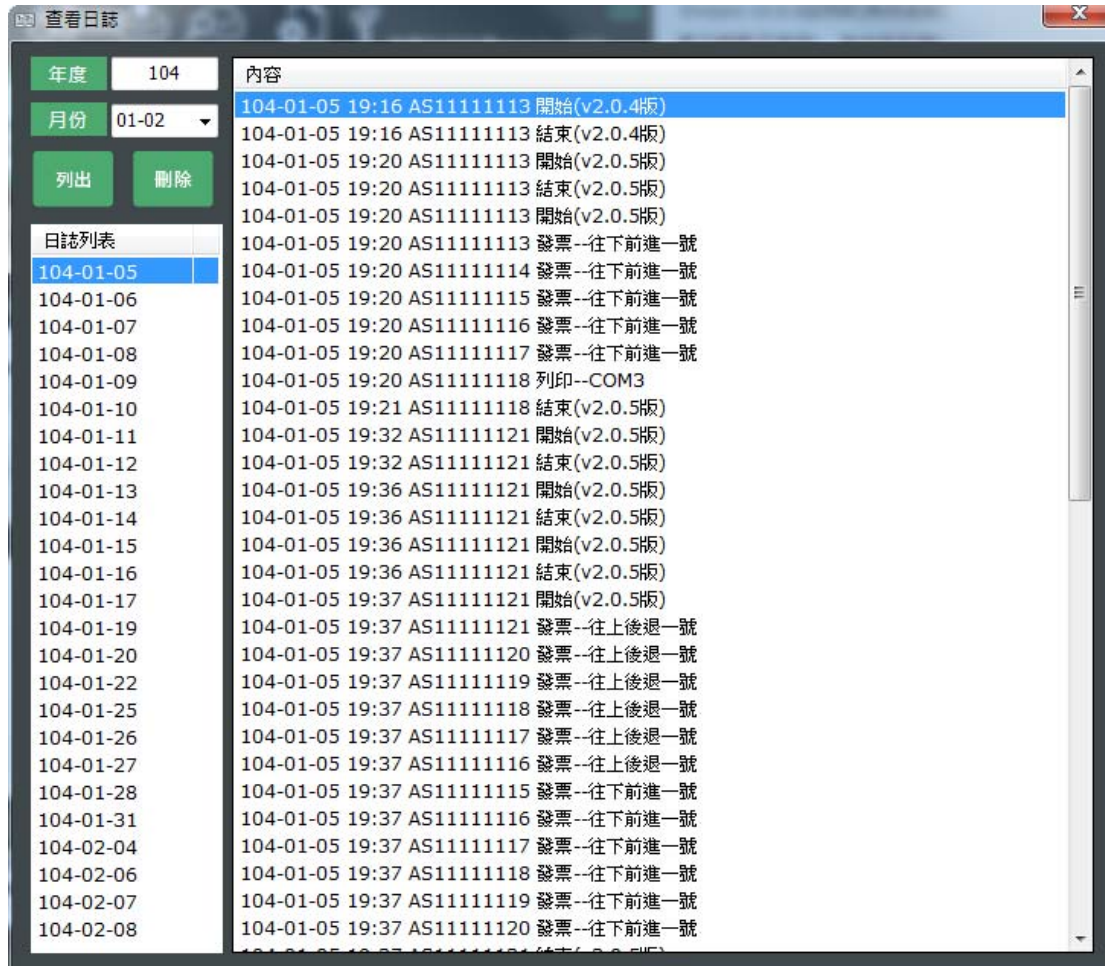 查看日誌
年度 104
月份 01-02
列出 刪除
日誌列表
104-01-05
104-01-06
104-01-07
104-01-08
104-01-09
104-01-10
104-01-11
104-01-12
104-01-13
104-01-14
104-01-15
104-01-16
104-01-17
104-01-19
104-01-20
104-01-22
104-01-25
104-01-26
104-01-27
104-01-28
104-01-31
104-02-04
104-02-06
104-02-07
104-02-08
內容
104-01-05 19:16 AS11111113 開始(v2.0.4版)
104-01-05 19:16 AS11111113 結束(v2.0.4版)
104-01-05 19:20 AS11111113 開始(v2.0.5版)
104-01-05 19:20 AS11111113 結束(v2.0.5版)
104-01-05 19:20 AS11111113 開始(v2.0.5版)
104-01-05 19:20 AS11111113 發票--往下前進一號
104-01-05 19:20 AS11111114 發票--往下前進一號
104-01-05 19:20 AS11111115 發票--往下前進一號
104-01-05 19:20 AS11111116 發票--往下前進一號
104-01-05 19:20 AS11111117 發票--往下前進一號
104-01-05 19:20 AS11111118 列印--COM3
104-01-05 19:21 AS11111118 結束(v2.0.5版)
104-01-05 19:32 AS11111121 開始(v2.0.5版)
104-01-05 19:32 AS11111121 結束(v2.0.5版)
104-01-05 19:36 AS11111121 開始(v2.0.5版)
104-01-05 19:36 AS11111121 結束(v2.0.5版)
104-01-05 19:36 AS11111121 開始(v2.0.5版)
104-01-05 19:36 AS11111121 結束(v2.0.5版)
104-01-05 19:37 AS11111121 開始(v2.0.5版)
104-01-05 19:37 AS11111121 發票--往上後退一號
104-01-05 19:37 AS11111120 發票--往上後退一號
104-01-05 19:37 AS11111119 發票--往上後退一號
104-01-05 19:37 AS11111118 發票--往上後退一號
104-01-05 19:37 AS11111117 發票--往上後退一號
104-01-05 19:37 AS11111116 發票--往上後退一號
104-01-05 19:37 AS11111115 發票--往下前進一號
104-01-05 19:37 AS11111116 發票--往下前進一號
104-01-05 19:37 AS11111117 發票--往下前進一號
104-01-05 19:37 AS11111118 發票--往下前進一號
104-01-05 19:37 AS11111119 發票--往下前進一號
104-01-05 19:37 AS11111120 發票--往下前進一號